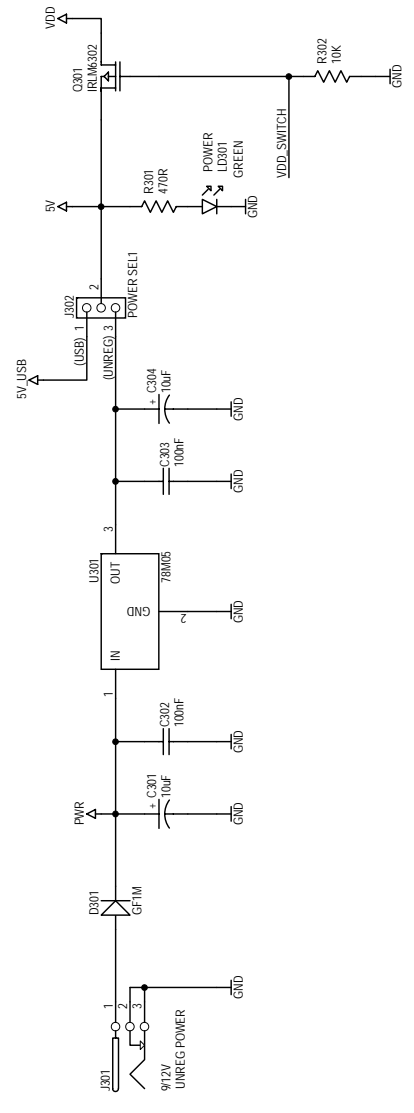 J301
9/12V
UNREG POWER
1
2
3
GND
D301
GF1M
PWR
+
C301
10uF
GND
C302
100nF
GND
1
U301
IN
OUT
GND
78M05
2
GND
3
C303
100nF
GND
+
C304
10uF
GND
5V_USB
(USB)
1
(UNREG)
3
J302
2
POWER SEL1
5V
R301
470R
POWER
LD301
GREEN
GND
Q301
IRLM6302
VDD
VDD_SWITCH
R302
10K
GND